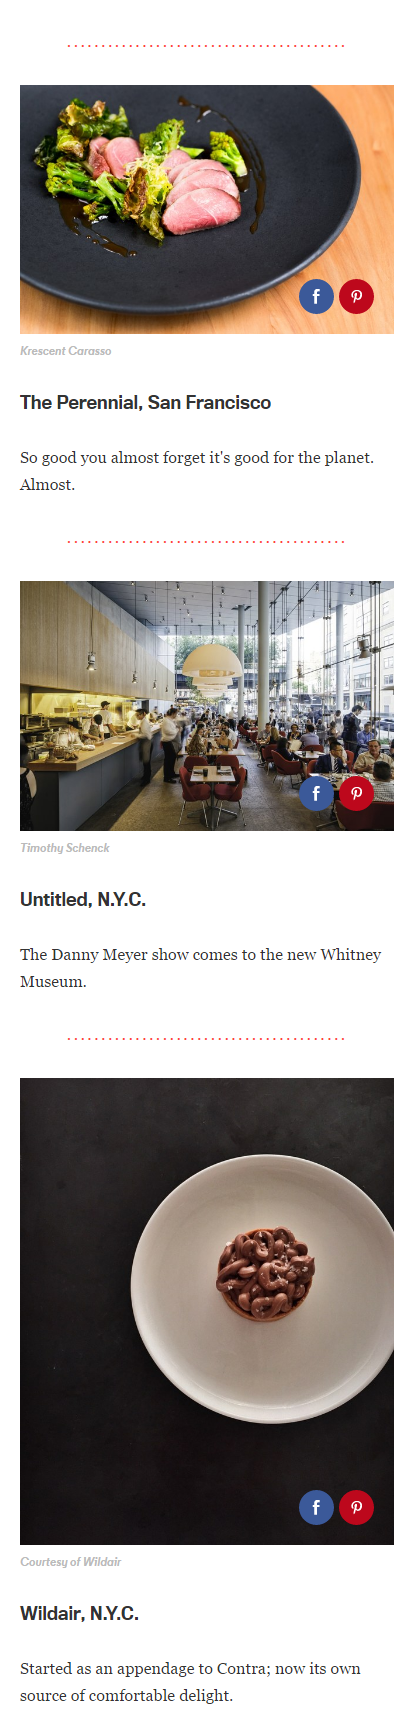 Krescent Carasso
The Perennial, San Francisco
So good you almost forget it's good for the planet.
Almost.
Timothy Schenck
Untitled, N.Y.C.
The Danny Meyer show comes to the new Whitney
Museum.
Courtesy of Wildair
Wildair, N.Y.C.
Started as an appendage to Contra; now its own
source of comfortable delight.